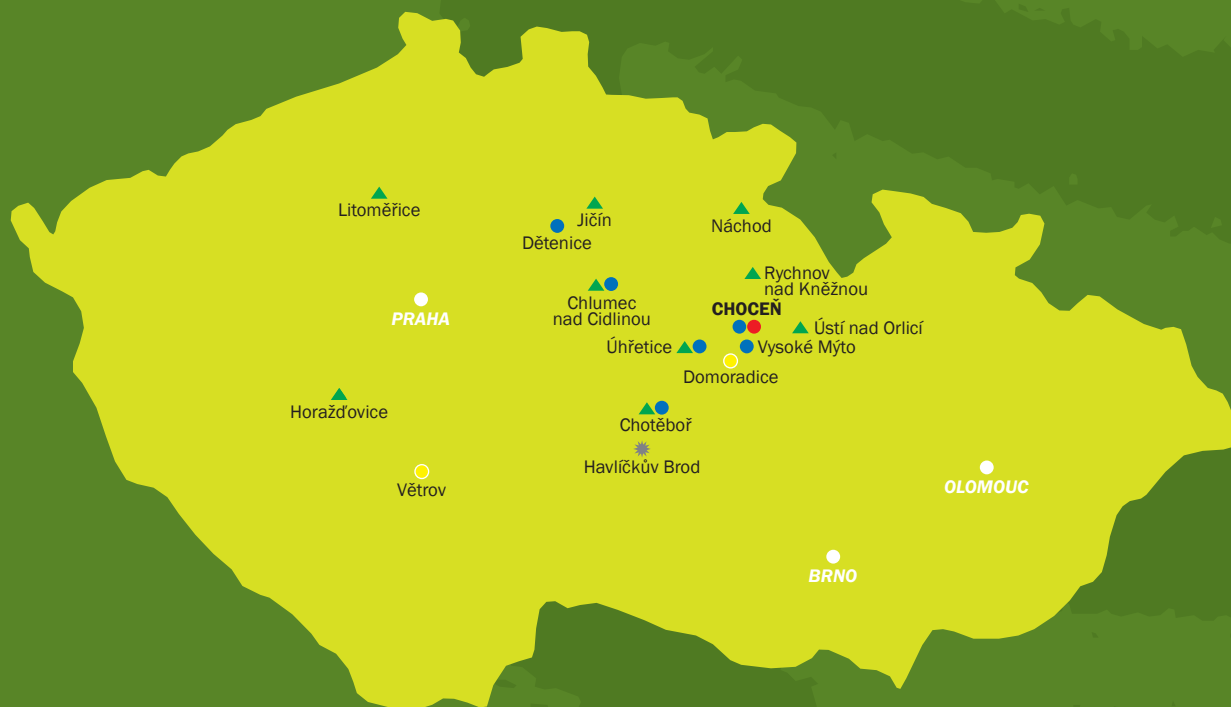 Litoměřice
Jičín
Náchod
Dětenice
Rychnov
nad Kněžnou
Chlumec
nad Cidlinou
PRAHA
CHOCEŇ
Ústí nad Orlicí
Úhřetice
Vysoké Mýto
Domoradice
Horažďovice
Chotěboř
Havlíčkův Brod
Větrov
OLOMOUC
BRNO